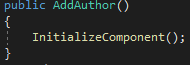 public AddAuthor()
{
InitializeComponent();
}